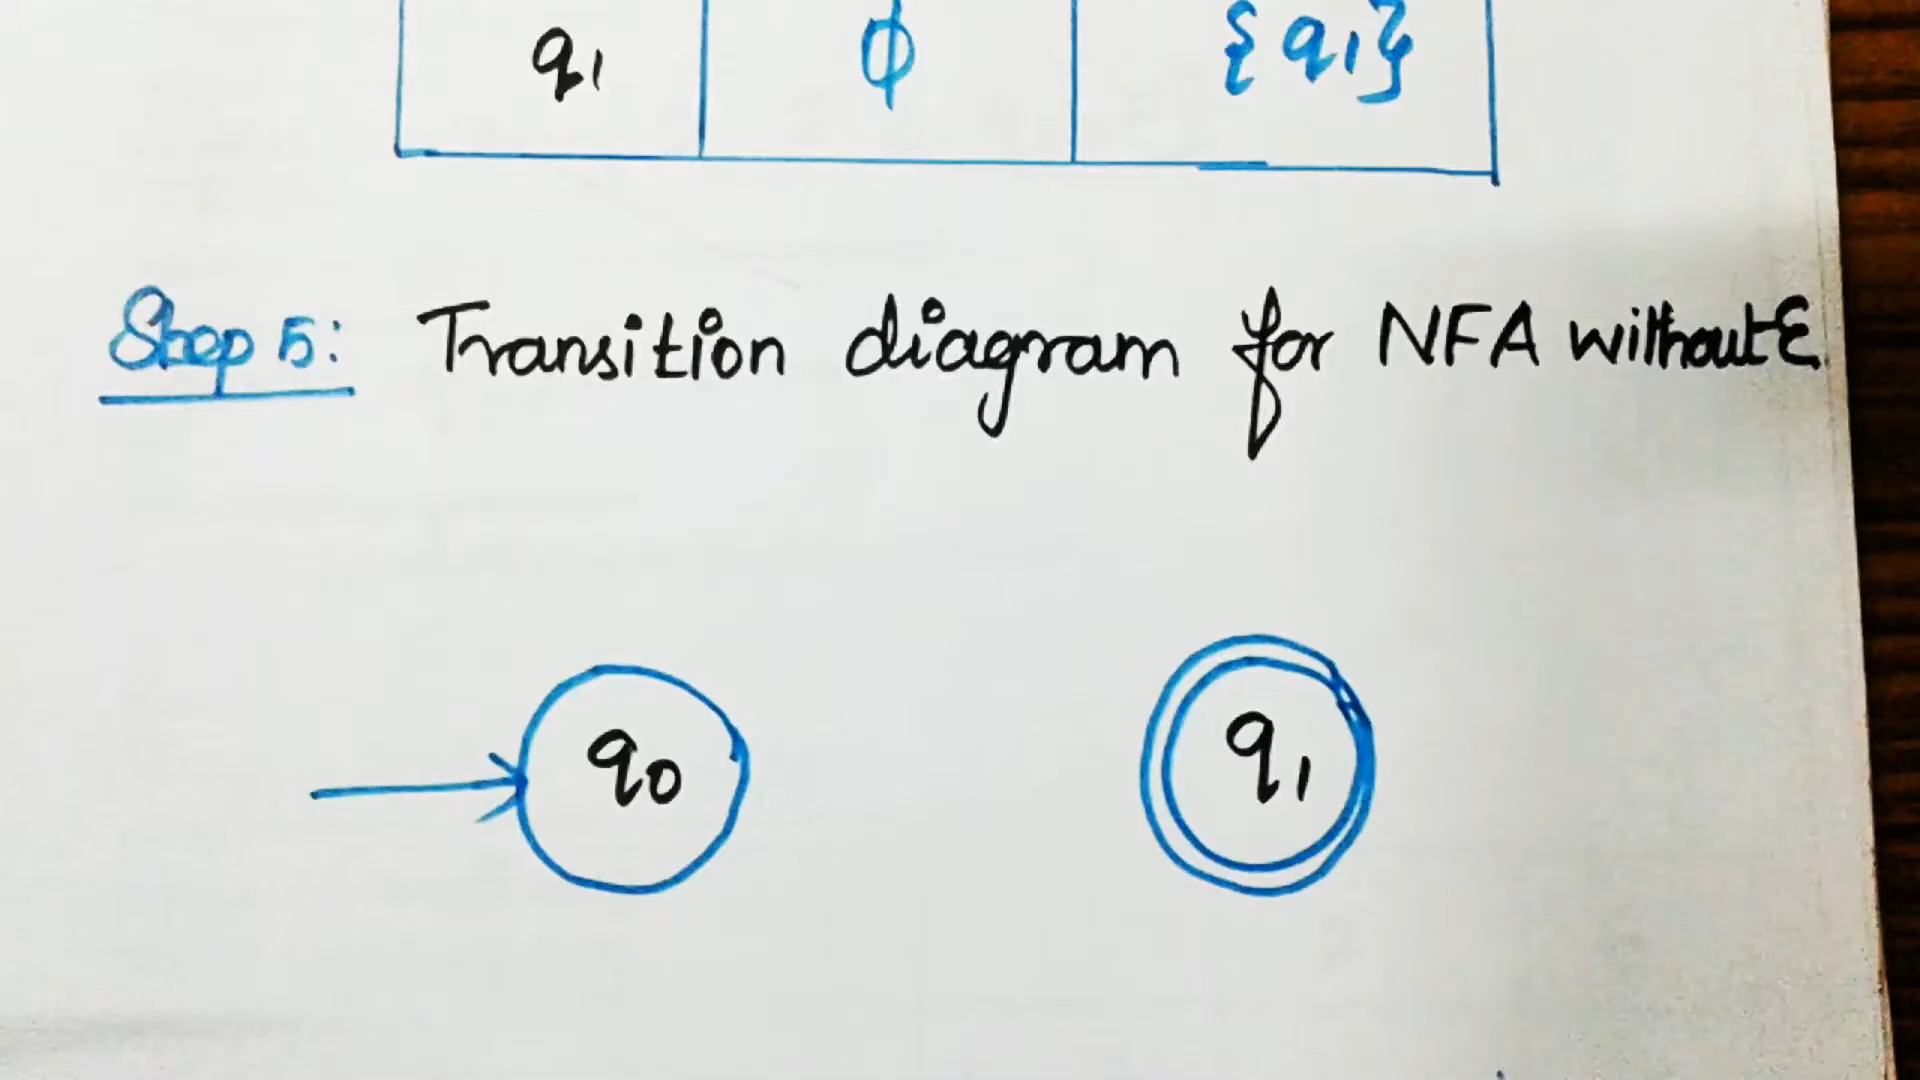 q₁ ϕ {q₁}
Step 5: Transition diagram for NFA without ε
q₀ q₁